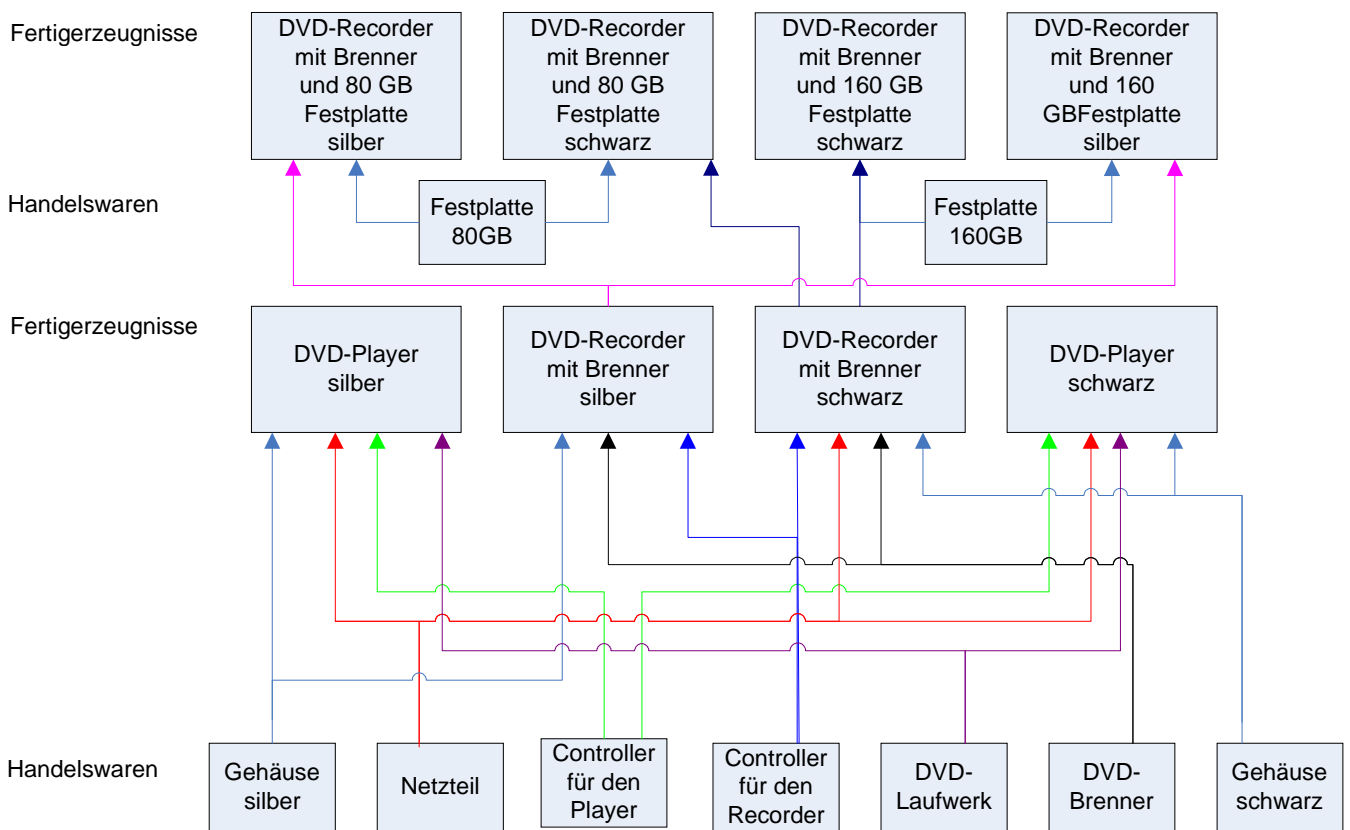 Fertigerzeugnisse
DVD-Recorder
mit Brenner
und 80 GB
Festplatte
silber
DVD-Recorder
mit Brenner
und 80 GB
Festplatte
schwarz
DVD-Recorder
mit Brenner
und 160 GB
Festplatte
schwarz
DVD-Recorder
mit Brenner
und 160
GBFestplatte
silber
Handelswaren
Festplatte
80GB
Festplatte
160GB
Fertigerzeugnisse
DVD-Player
silber
DVD-Recorder
mit Brenner
silber
DVD-Recorder
mit Brenner
schwarz
DVD-Player
schwarz
Handelswaren
Gehäuse
silber
Netzteil
Controller
für den
Player
Controller
für den
Recorder
DVD-
Laufwerk
DVD-
Brenner
Gehäuse
schwarz